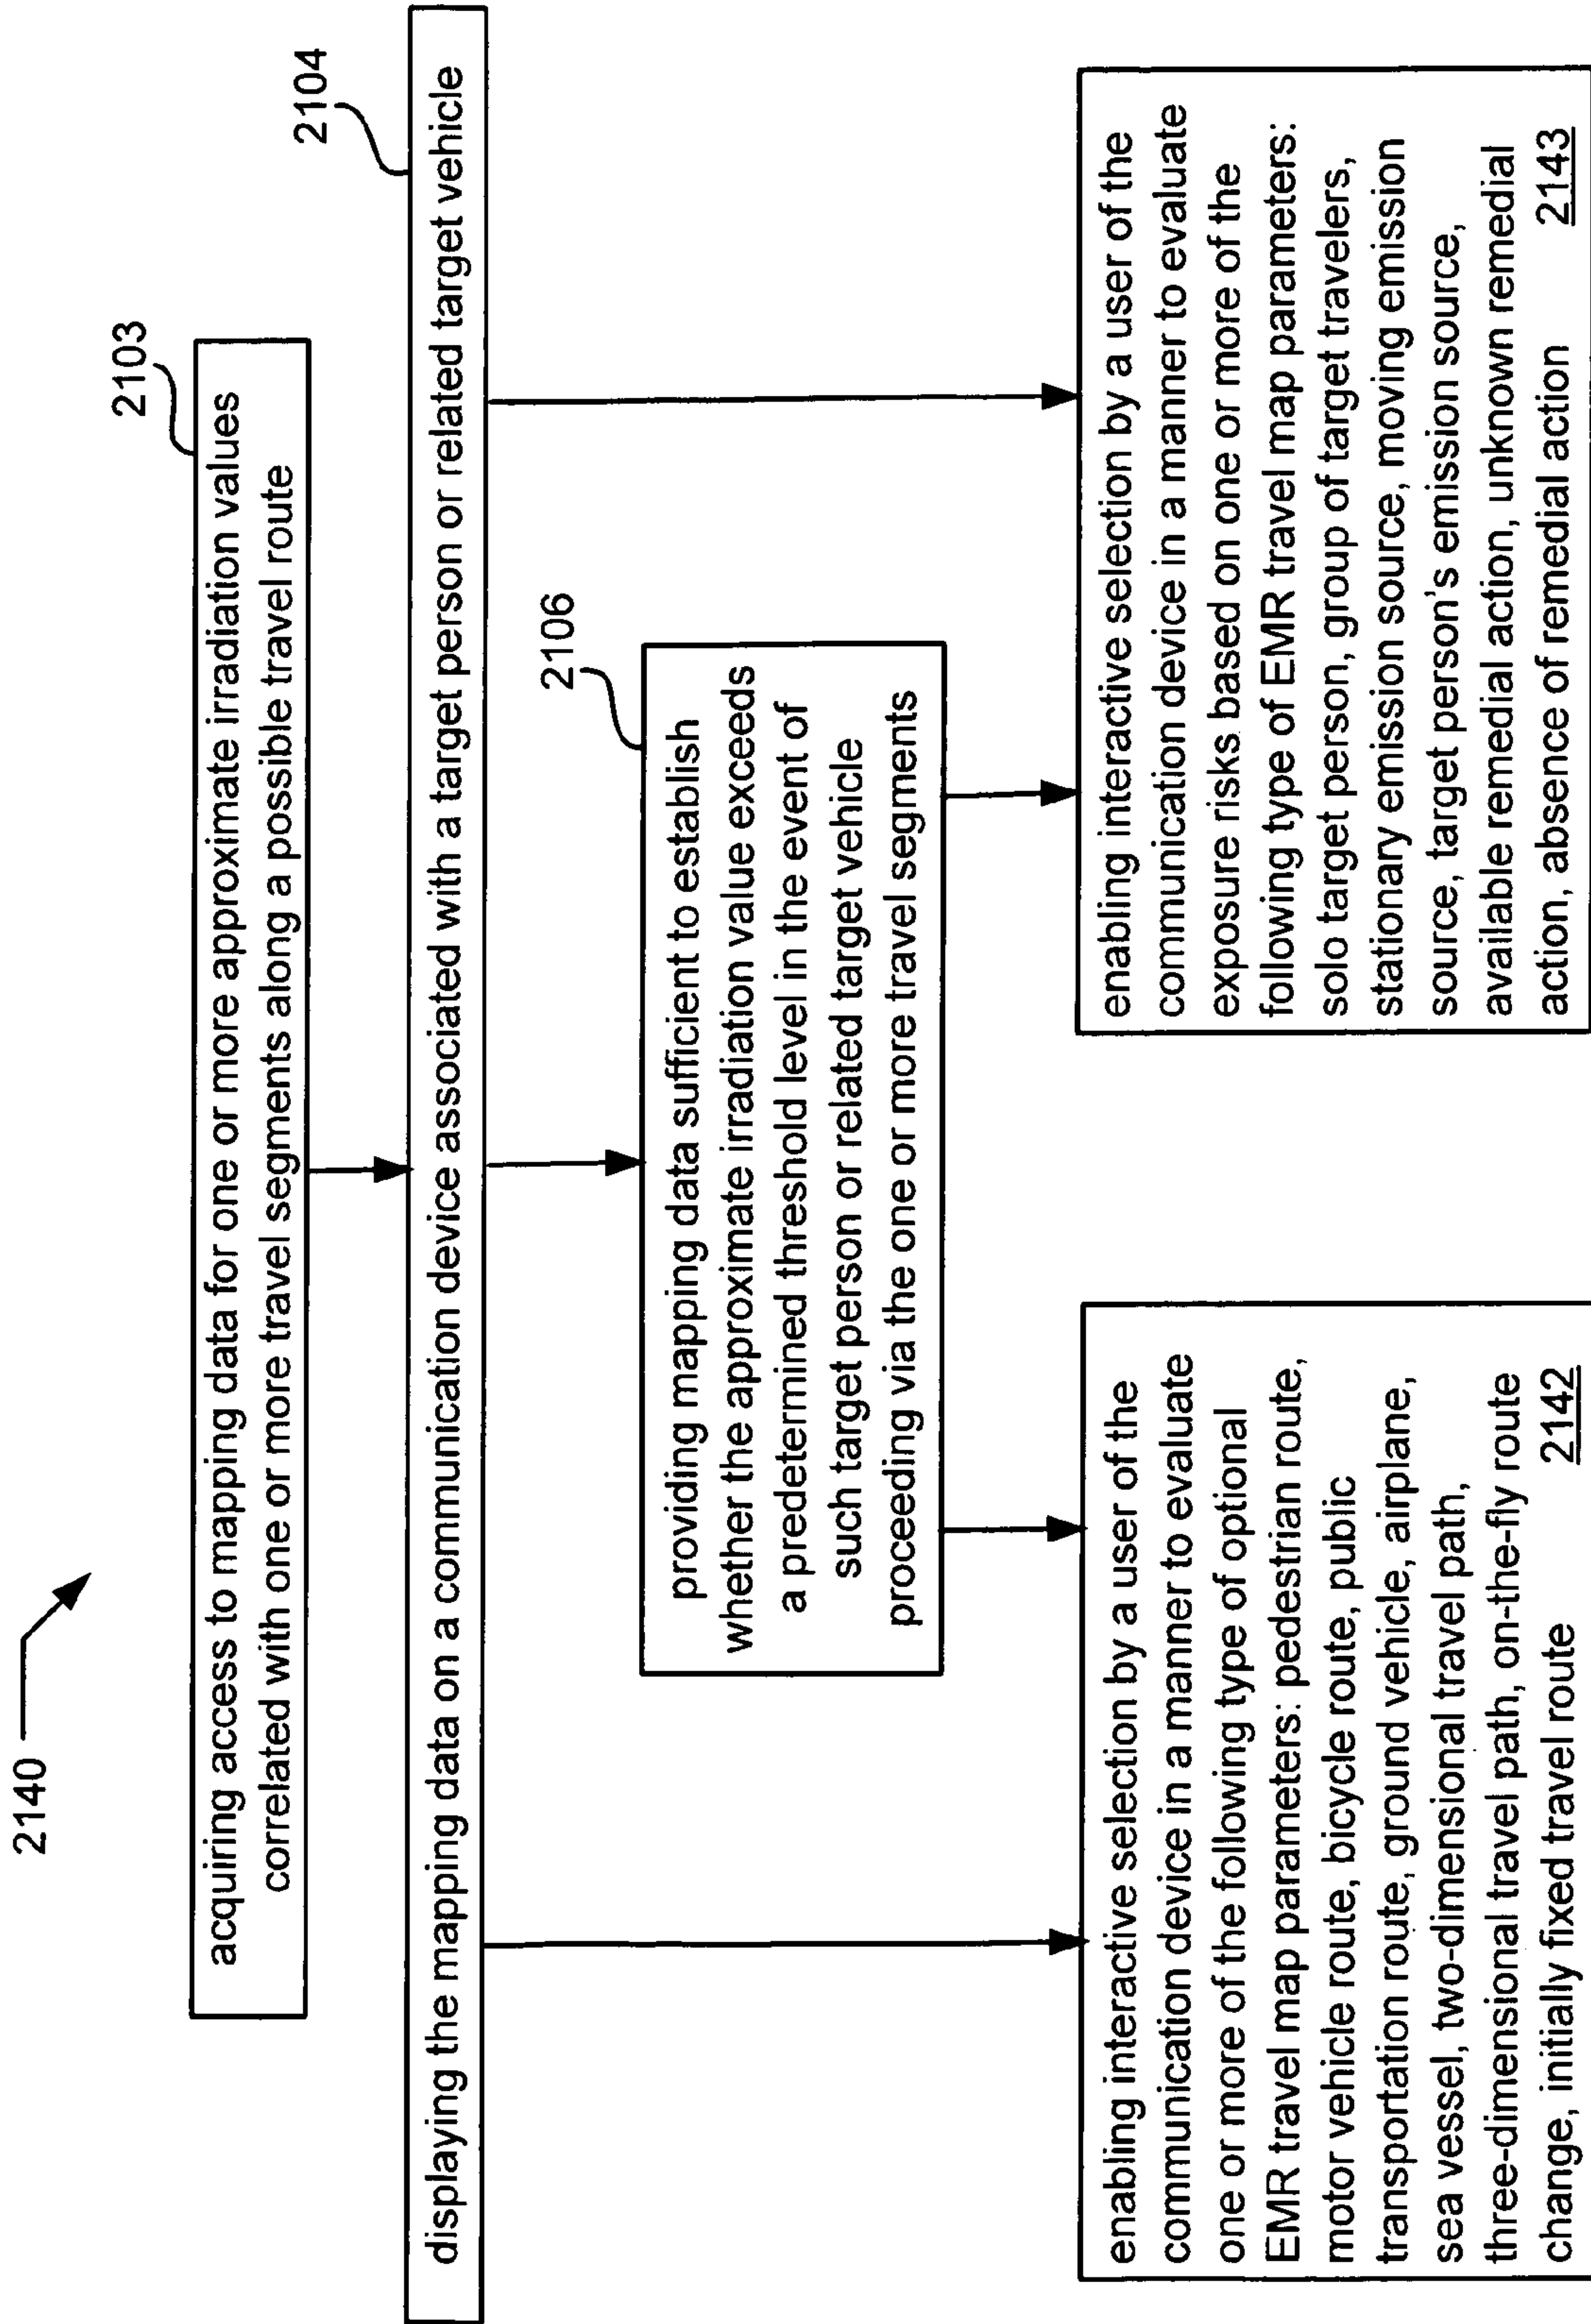 2140
2103
acquiring access to mapping data for one or more approximate irradiation values
correlated with one or more travel segments along a possible travel route
2104
displaying the mapping data on a communication device associated with a target person or related target vehicle
2106
providing mapping data sufficient to establish
whether the approximate irradiation value exceeds
a predetermined threshold level in the event of
such target person or related target vehicle
proceeding via the one or more travel segments
enabling interactive selection by a user of the
communication device in a manner to evaluate
one or more of the following type of optional
EMR travel map parameters: pedestrian route,
motor vehicle route, bicycle route, public
transportation route, ground vehicle, airplane,
sea vessel, two-dimensional travel path,
three-dimensional travel path, on-the-fly route
change, initially fixed travel route 2142
enabling interactive selection by a user of the
communication device in a manner to evaluate
exposure risks based on one or more of the
following type of EMR travel map parameters:
solo target person, group of target travelers,
stationary emission source, moving emission
source, target person's emission source,
available remedial action, unknown remedial
action, absence of remedial action 2143